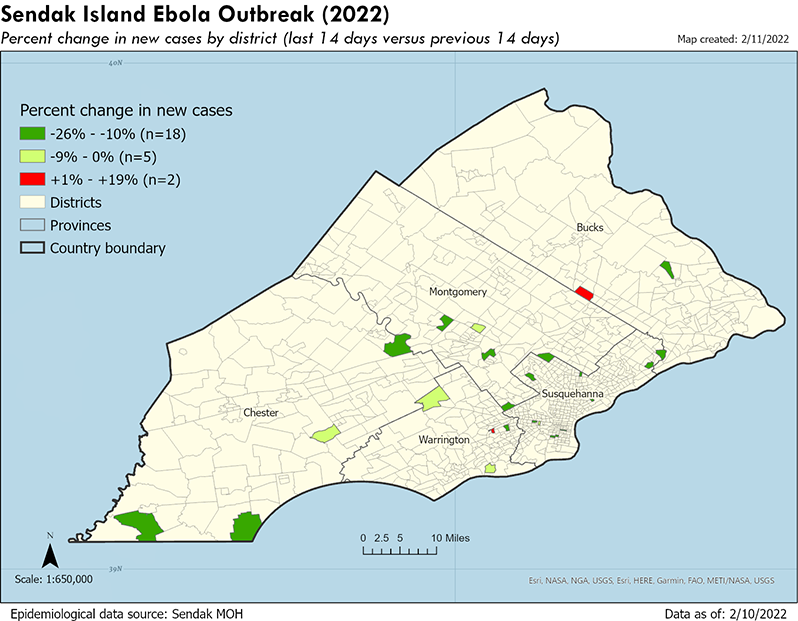 Sendak Island Ebola Outbreak (2022)
Percent change in new cases by district (last 14 days versus previous 14 days)
Map created: 2/11/2022
40N
Percent change in new cases
-26% - -10% (n=18)
-9% - 0% (n=5)
+1% - +19% (n=2)
Districts
Provinces
Country boundary
Bucks
Montgomery
Susquehanna
Chester
Warrington
N
0 2.5 5 10 Miles
39N
Scale: 1:650,000
Esri, NASA, NGA, USGS, Esri, HERE, Garmin, FAO, METI/NASA, USGS
Epidemiological data source: Sendak MOH
Data as of: 2/10/2022